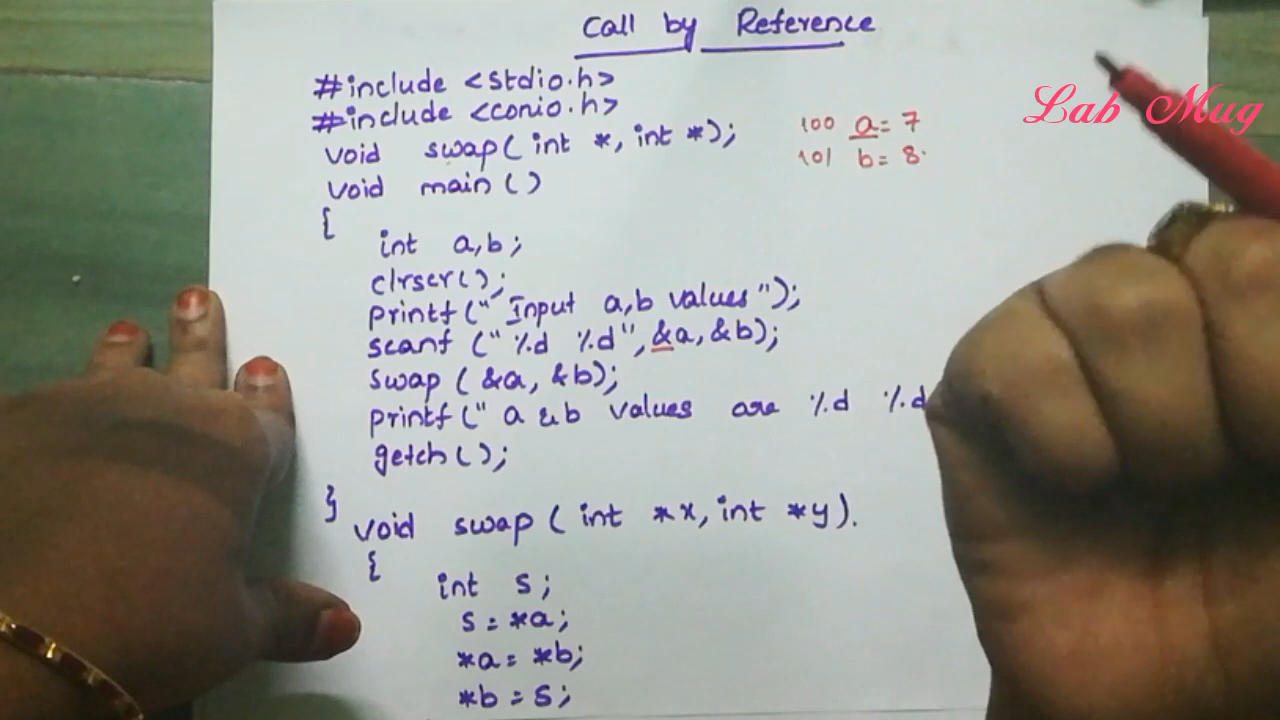 Call by Reference
#include <stdio.h>
#include <conio.h>
void swap( int *, int *);
void main ()
{
int a,b;
clrscr();
printf(" Input a,b values");
scanf (" %d %d", &a, &b);
swap ( &a, &b);
printf(" a & b values are %d %d
getch();
}
void swap ( int *x, int *y).
{
int s;
s = *a;
*a = *b;
*b = s;
100 a = 7
101 b = 8.
Lab Mug